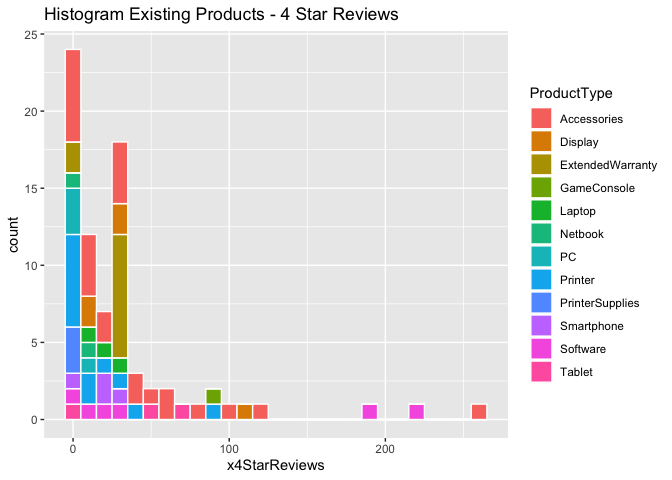 Histogram Existing Products - 4 Star Reviews
25
20
15
10
5
0
count
0
100
200
x4StarReviews
ProductType
Accessories
Display
ExtendedWarranty
GameConsole
Laptop
Netbook
PC
Printer
PrinterSupplies
Smartphone
Software
Tablet